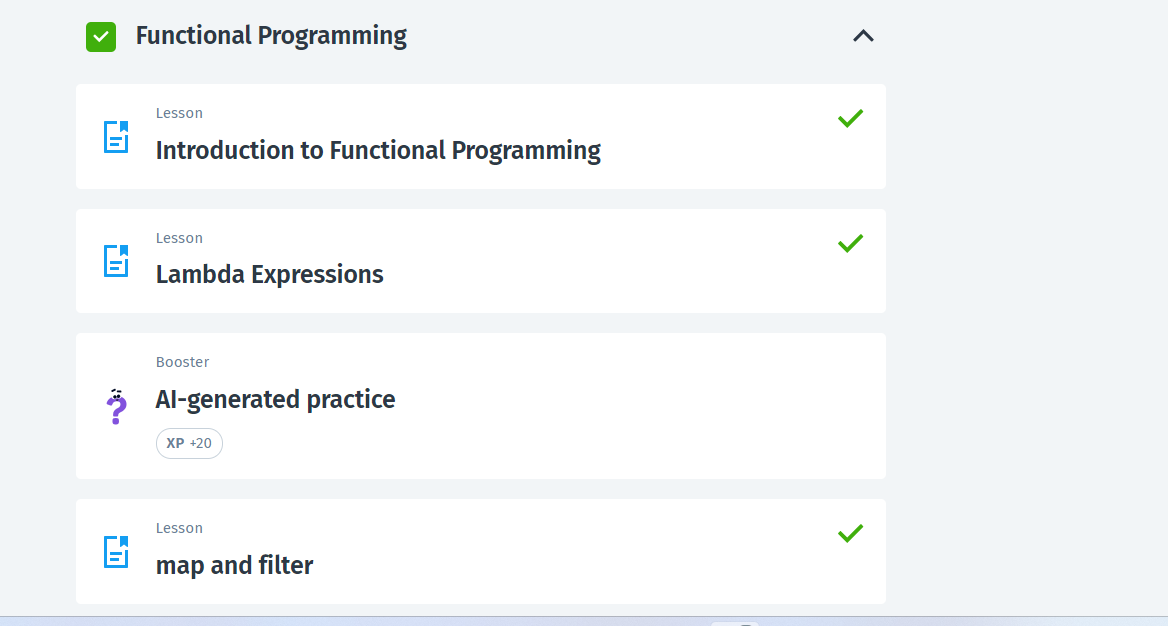 Functional Programming
Lesson
Introduction to Functional Programming
Lesson
Lambda Expressions
Booster
AI-generated practice
XP +20
Lesson
map and filter